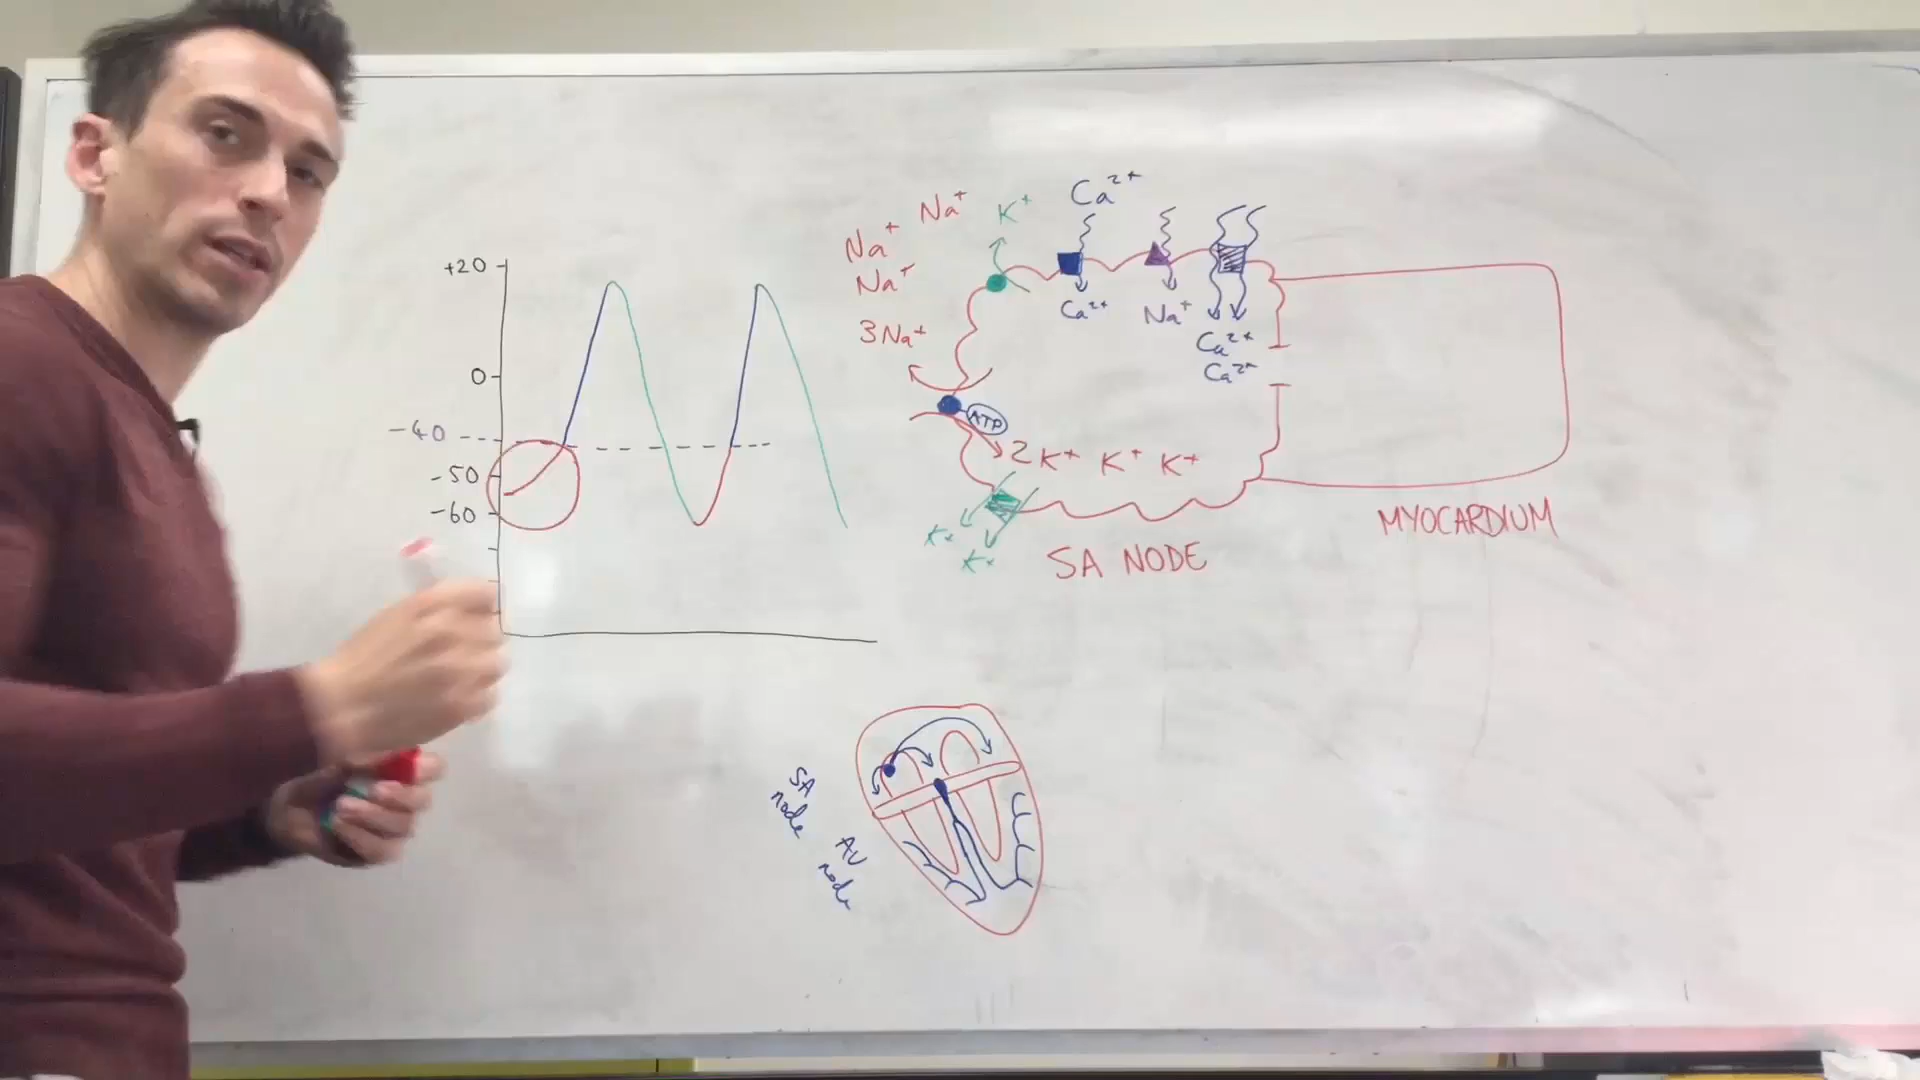 +20
0
-40
-50
-60
Na⁺
Na⁺
Na⁺
3Na⁺
K⁺
Ca²⁺
Ca²⁺
Na⁺
Ca²⁺
Ca²⁺
ATP
2K⁺ K⁺ K⁺
K⁺
K⁺
SA NODE
MYOCARDIUM
SA
node
AV
node